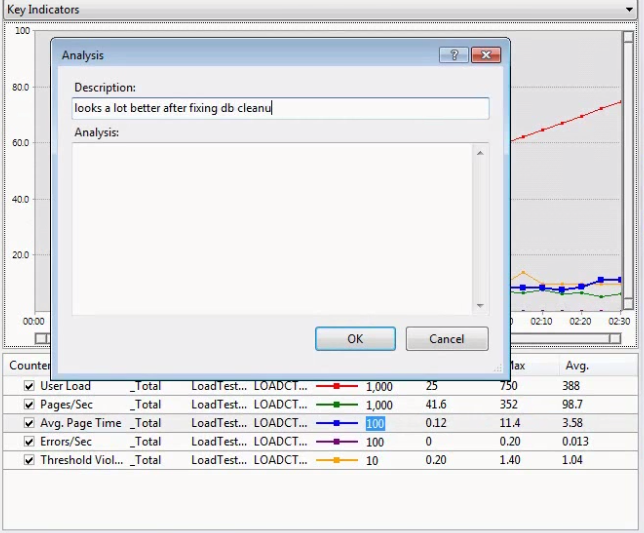 Key Indicators
100
80.0
60.0
40.0
20.0
00:00
02:10 02:20 02:30
Analysis
Description:
looks a lot better after fixing db cleanu
Analysis:
OK Cancel
Counter Max Avg.
User Load _Total LoadTest... LOADCT... 1,000 25 750 388
Pages/Sec _Total LoadTest... LOADCT... 1,000 41.6 352 98.7
Avg. Page Time _Total LoadTest... LOADCT... 100 0.12 11.4 3.58
Errors/Sec _Total LoadTest... LOADCT... 100 0 0.20 0.013
Threshold Viol... _Total LoadTest... LOADCT... 10 0.20 1.40 1.04